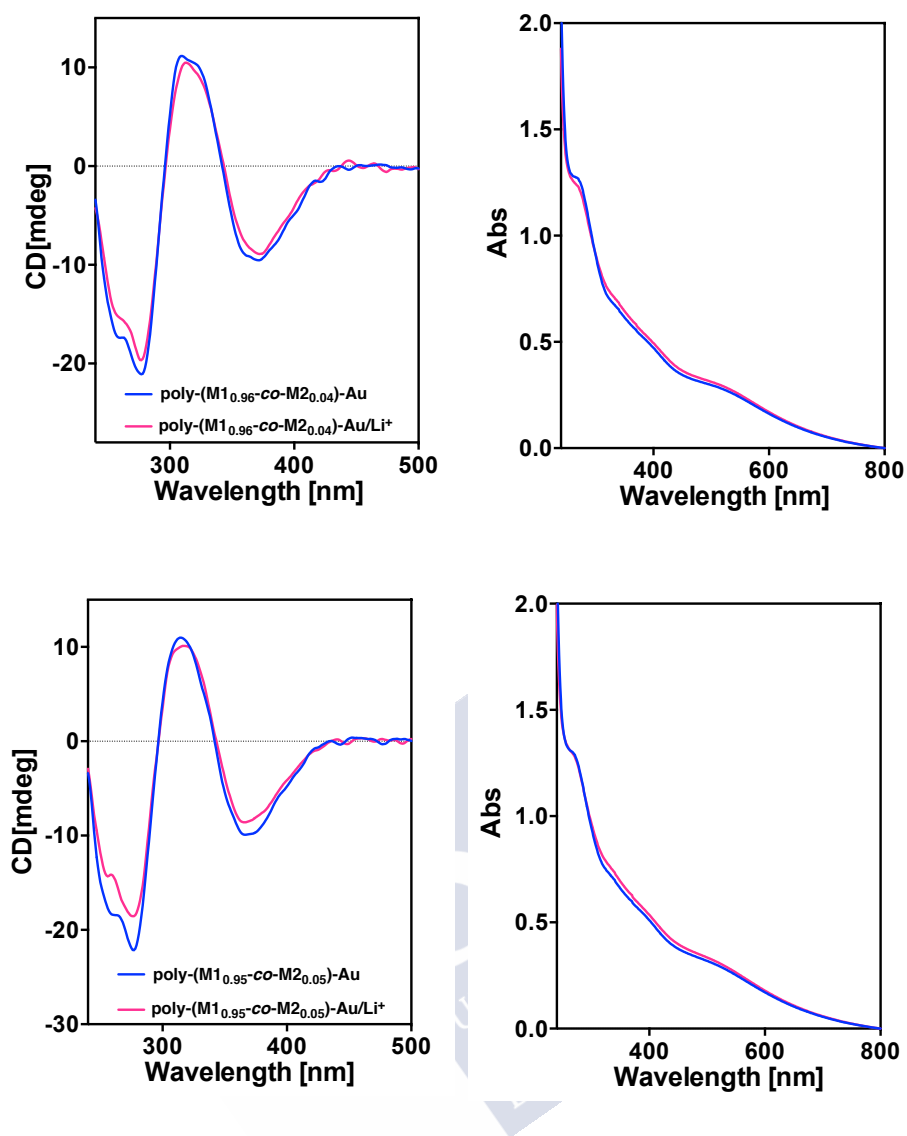 2.0
1.5
1.0
0.5
0.0
Abs
400 600 800
Wavelength [nm]
10
0
-10
-20
CD[mdeg]
poly-(M1₀.₉₆-co-M2₀.₀₄)-Au
poly-(M1₀.₉₆-co-M2₀.₀₄)-Au/Li⁺
300 400 500
Wavelength [nm]
10
0
-10
-20
-30
CD[mdeg]
poly-(M1₀.₉₅-co-M2₀.₀₅)-Au
poly-(M1₀.₉₅-co-M2₀.₀₅)-Au/Li⁺
300 400 500
Wavelength [nm]
2.0
1.5
1.0
0.5
0.0
Abs
400 600 800
Wavelength [nm]